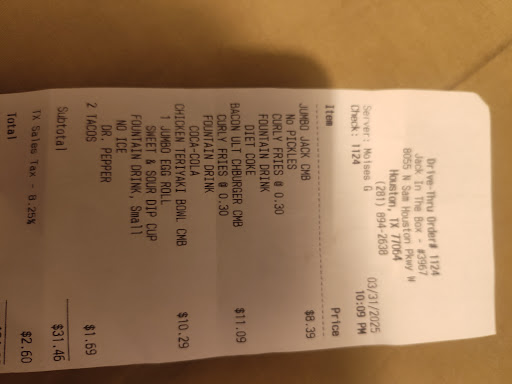 Drive-Thru Order# 1124
Jack In The Box - #3967
8055 N Sam Houston Pkwy W
Houston, TX 77064
(281) 894-2638
Server: Moises G 03/31/2025
Check: 1124 10:09 PM
Item Price
JUMBO JACK CMB $8.39
NO PICKLES
CURLY FRIES @ 0.30
FOUNTAIN DRINK
DIET COKE
BACON ULT CHBURGER CMB $11.09
CURLY FRIES @ 0.30
FOUNTAIN DRINK
COCA-COLA
CHICKEN TERIYAKI BOWL CMB $10.29
1 JUMBO EGG ROLL
SWEET & SOUR DIP CUP
FOUNTAIN DRINK, Small
NO ICE
DR. PEPPER
2 TACOS $1.69
Subtotal $31.46
TX Sales Tax - 8.25% $2.60
Total